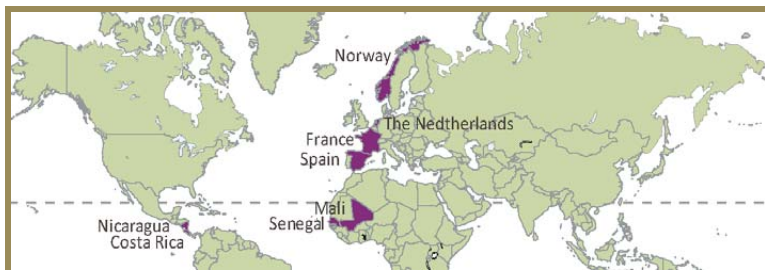 Norway
The Nedtherlands
France
Spain
Mali
Senegal
Nicaragua
Costa Rica